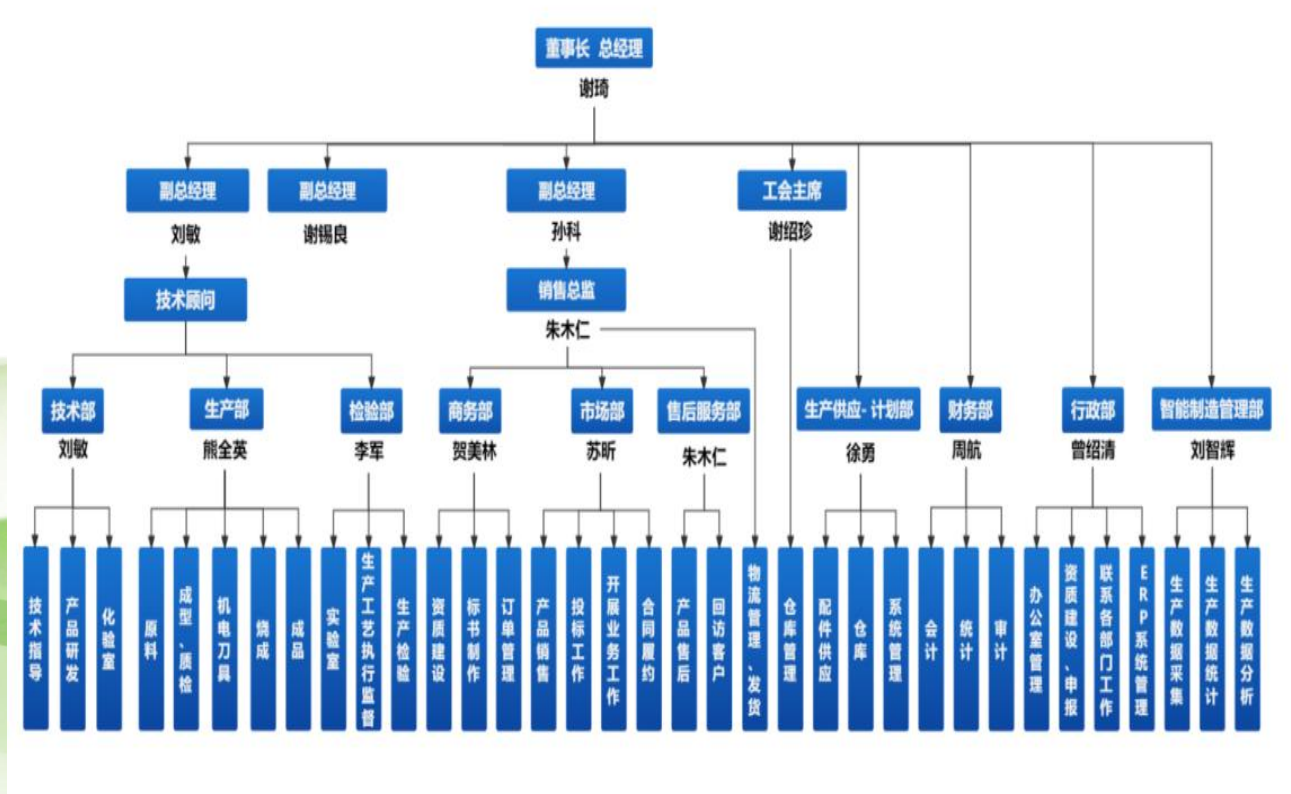 董事长 总经理
谢琦
副总经理
副总经理
副总经理
工会主席
刘敏
谢锡良
孙科
谢绍珍
技术顾问
销售总监
朱木仁
技术部
生产部
检验部
商务部
市场部
售后服务部
生产供应-计划部
财务部
行政部
智能制造管理部
刘敏
熊全英
李军
贺美林
苏昕
朱木仁
徐勇
周航
曾绍清
刘智辉
技术指导
产品研发
化验室
原料
成型、质检
机电刀具
烧成
成品
实验室
生产工艺执行监督
生产检验
资质建设
标书制作
订单管理
产品销售
投标工作
开展业务工作
合同履约
产品售后
回访客户
物流管理、发货
仓库管理
配件供应
仓库
系统管理
会计
统计
审计
办公室管理
资质建设、申报
联系各部门工作
ERP系统管理
生产数据采集
生产数据统计
生产数据分析